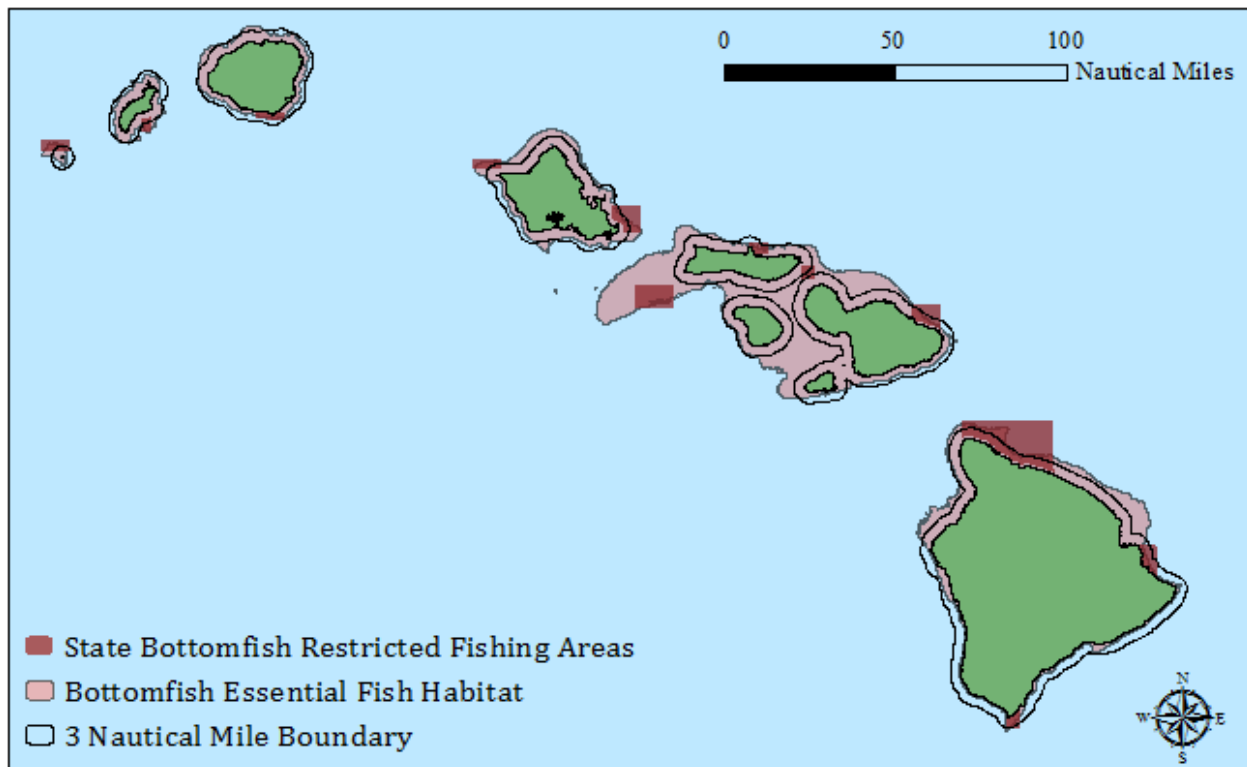 0 50 100
Nautical Miles
State Bottomfish Restricted Fishing Areas
Bottomfish Essential Fish Habitat
3 Nautical Mile Boundary
N
W E
S